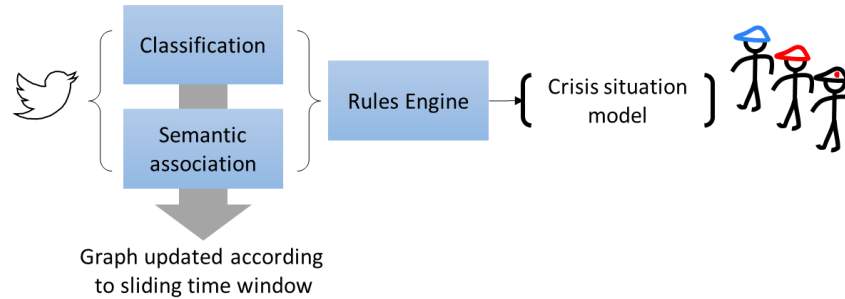 Classification
Semantic
association
Rules Engine
Crisis situation
model
Graph updated according
to sliding time window